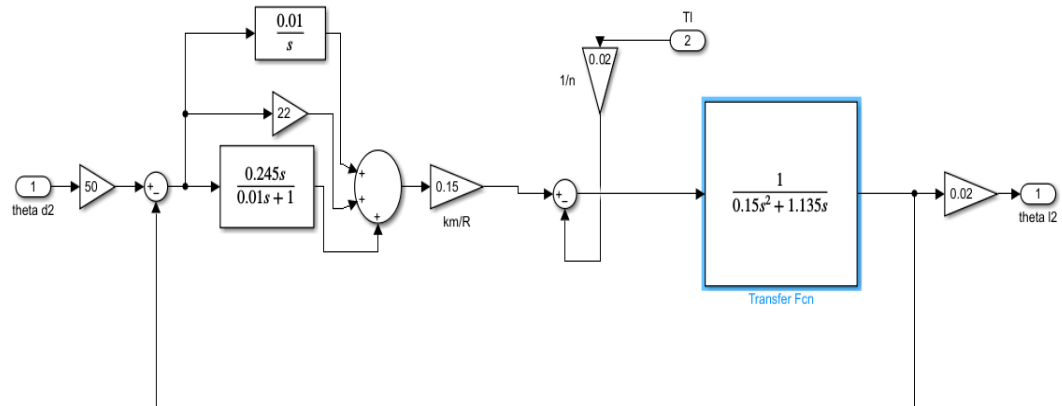 Tl
2
0.01
s
0.02
1/n
22
1
50
+
-
0.245s
0.01s + 1
+
+
+
0.15
+
-
1
0.15s² + 1.135s
0.02
1
theta d2
km/R
theta l2
Transfer Fcn